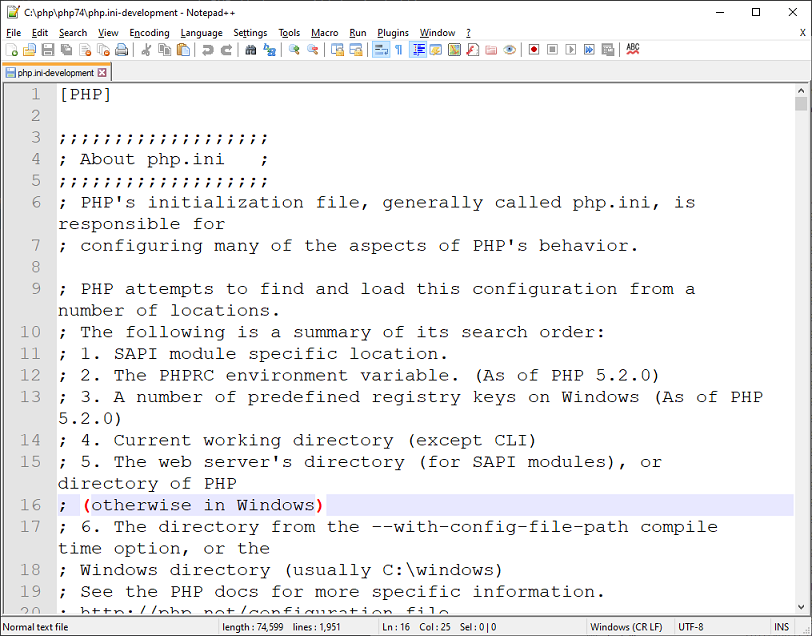 C:\php\php74\php.ini-development - Notepad++
File Edit Search View Encoding Language Settings Tools Macro Run Plugins Window ?
X
ABC
php.ini-development
1 [PHP]
2
3 ;;;;;;;;;;;;;;;;;;;
4 ; About php.ini   ;
5 ;;;;;;;;;;;;;;;;;;;
6 ; PHP's initialization file, generally called php.ini, is
responsible for
7 ; configuring many of the aspects of PHP's behavior.
8
9 ; PHP attempts to find and load this configuration from a
number of locations.
10 ; The following is a summary of its search order:
11 ; 1. SAPI module specific location.
12 ; 2. The PHPRC environment variable. (As of PHP 5.2.0)
13 ; 3. A number of predefined registry keys on Windows (As of PHP
5.2.0)
14 ; 4. Current working directory (except CLI)
15 ; 5. The web server's directory (for SAPI modules), or
directory of PHP
16 ; (otherwise in Windows)
17 ; 6. The directory from the --with-config-file-path compile
time option, or the
18 ; Windows directory (usually C:\windows)
19 ; See the PHP docs for more specific information.
20 ; http://php.net/configuration.file
Normal text file length : 74,599 lines : 1,951 Ln : 16 Col : 25 Sel : 0 | 0 Windows (CR LF) UTF-8 INS